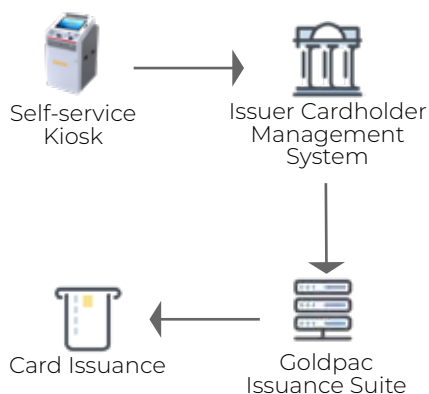 Self-service
Kiosk
Issuer Cardholder
Management
System
Card Issuance
Goldpac
Issuance Suite